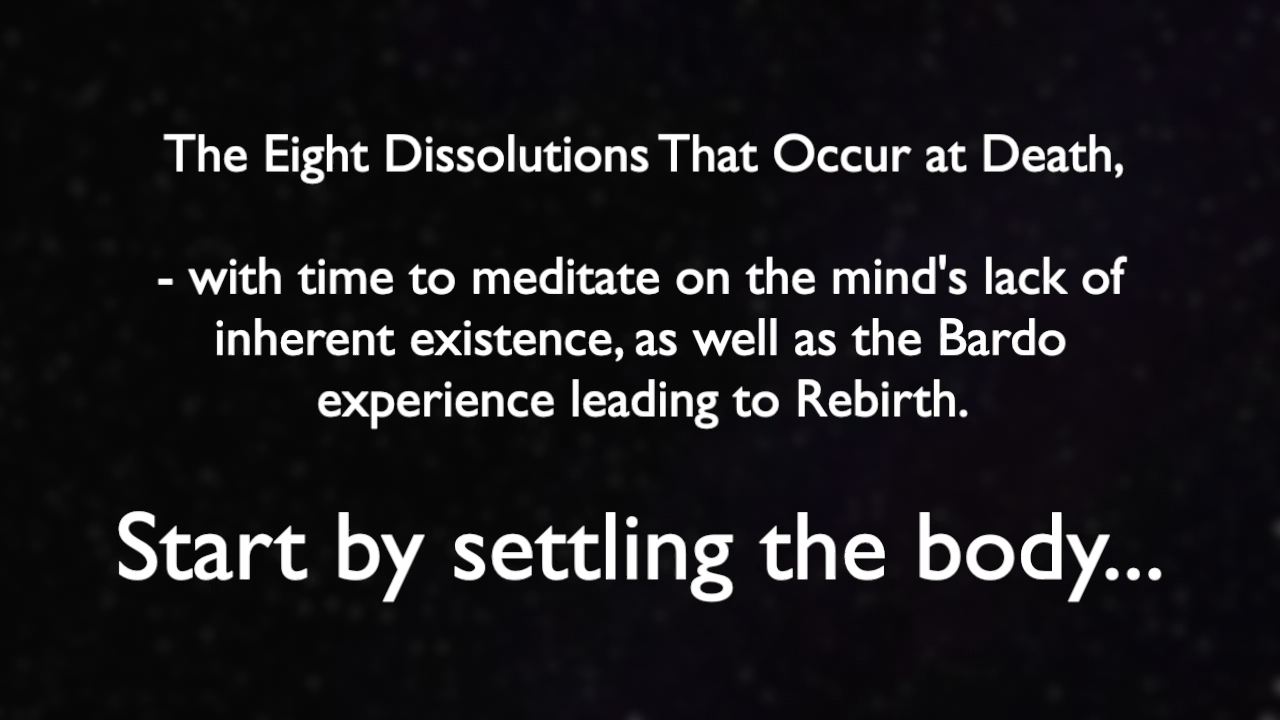 The Eight Dissolutions That Occur at Death,
- with time to meditate on the mind's lack of
inherent existence, as well as the Bardo
experience leading to Rebirth.
Start by settling the body...